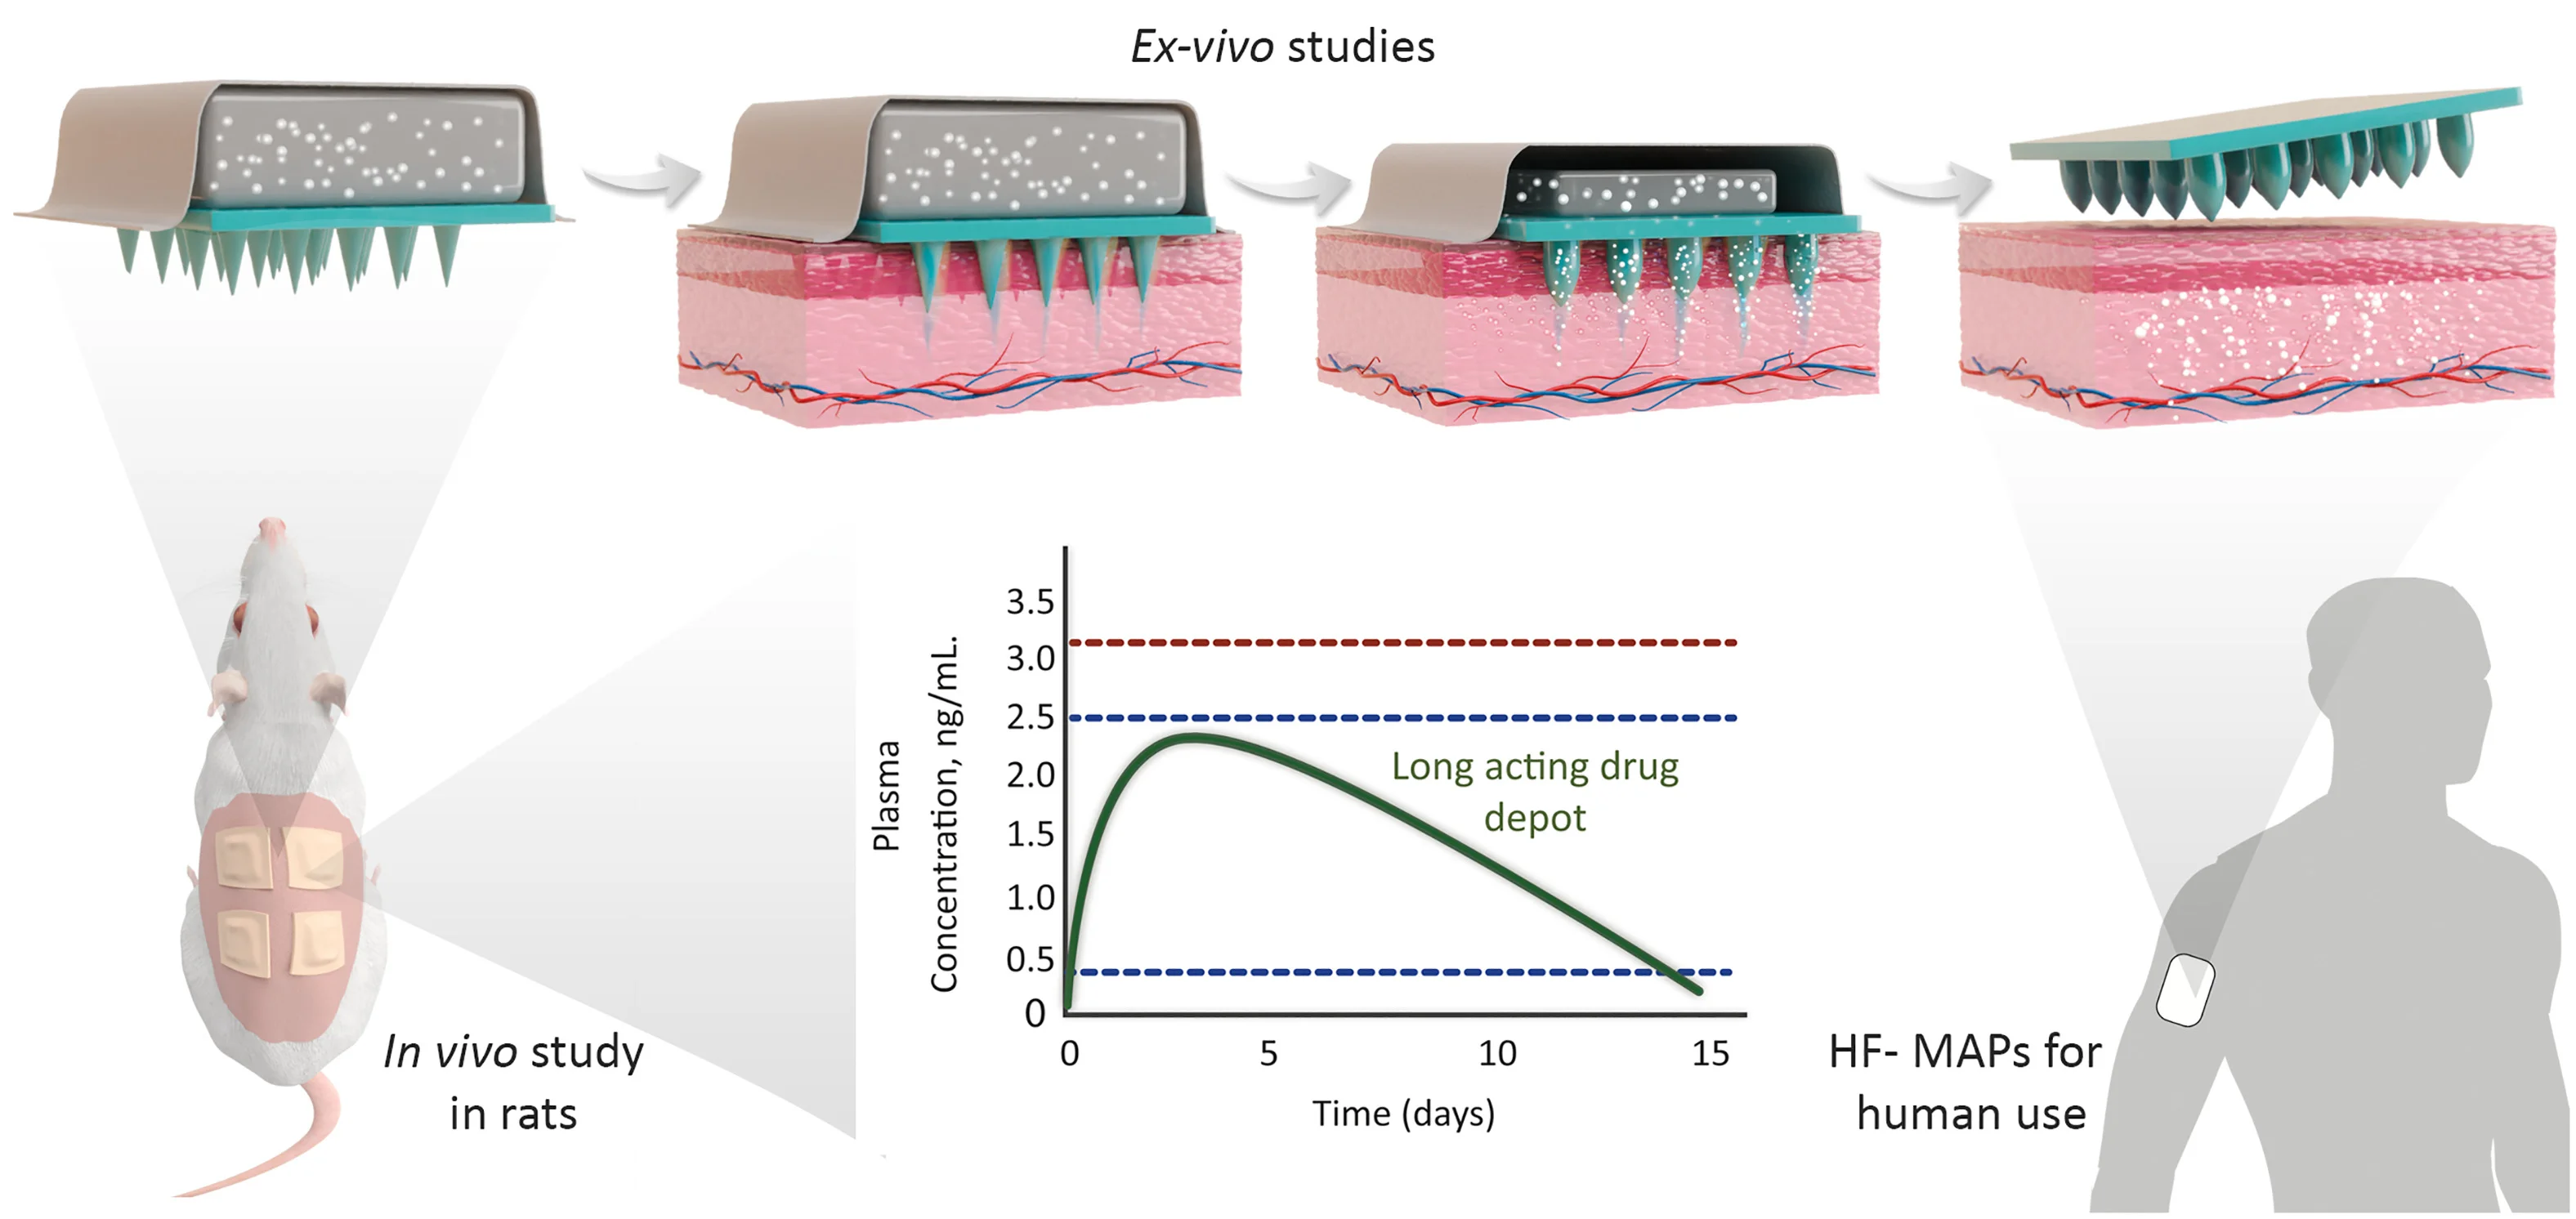 Ex-vivo studies
3.5
3.0
2.5
2.0
1.5
1.0
0.5
0
Plasma
Concentration, ng/mL.
Long acting drug
depot
0 5 10 15
Time (days)
In vivo study
in rats
HF- MAPs for
human use